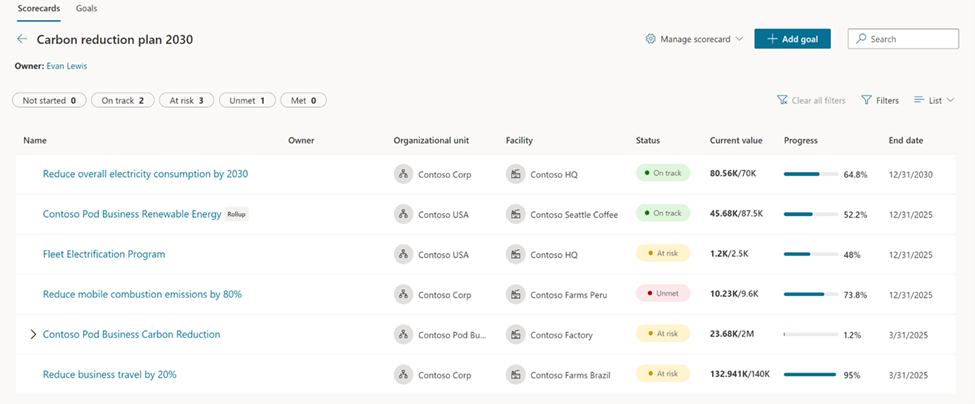 Scorecards Goals
Carbon reduction plan 2030 Manage scorecard + Add goal Search
Owner: Evan Lewis
Not started 0 On track 2 At risk 3 Unmet 1 Met 0 Clear all filters Filters List
Name Owner Organizational unit Facility Status Current value Progress End date
Reduce overall electricity consumption by 2030 Contoso Corp Contoso HQ On track 80.56K/70K 64.8% 12/31/2030
Contoso Pod Business Renewable Energy Rollup Contoso USA Contoso Seattle Coffee On track 45.68K/87.5K 52.2% 12/31/2025
Fleet Electrification Program Contoso USA Contoso HQ At risk 1.2K/2.5K 48% 12/31/2025
Reduce mobile combustion emissions by 80% Contoso Corp Contoso Farms Peru Unmet 10.23K/9.6K 73.8% 12/31/2025
Contoso Pod Business Carbon Reduction Contoso Pod Bu... Contoso Factory At risk 23.68K/2M 1.2% 3/31/2025
Reduce business travel by 20% Contoso Corp Contoso Farms Brazil At risk 132.941K/140K 95% 3/31/2025